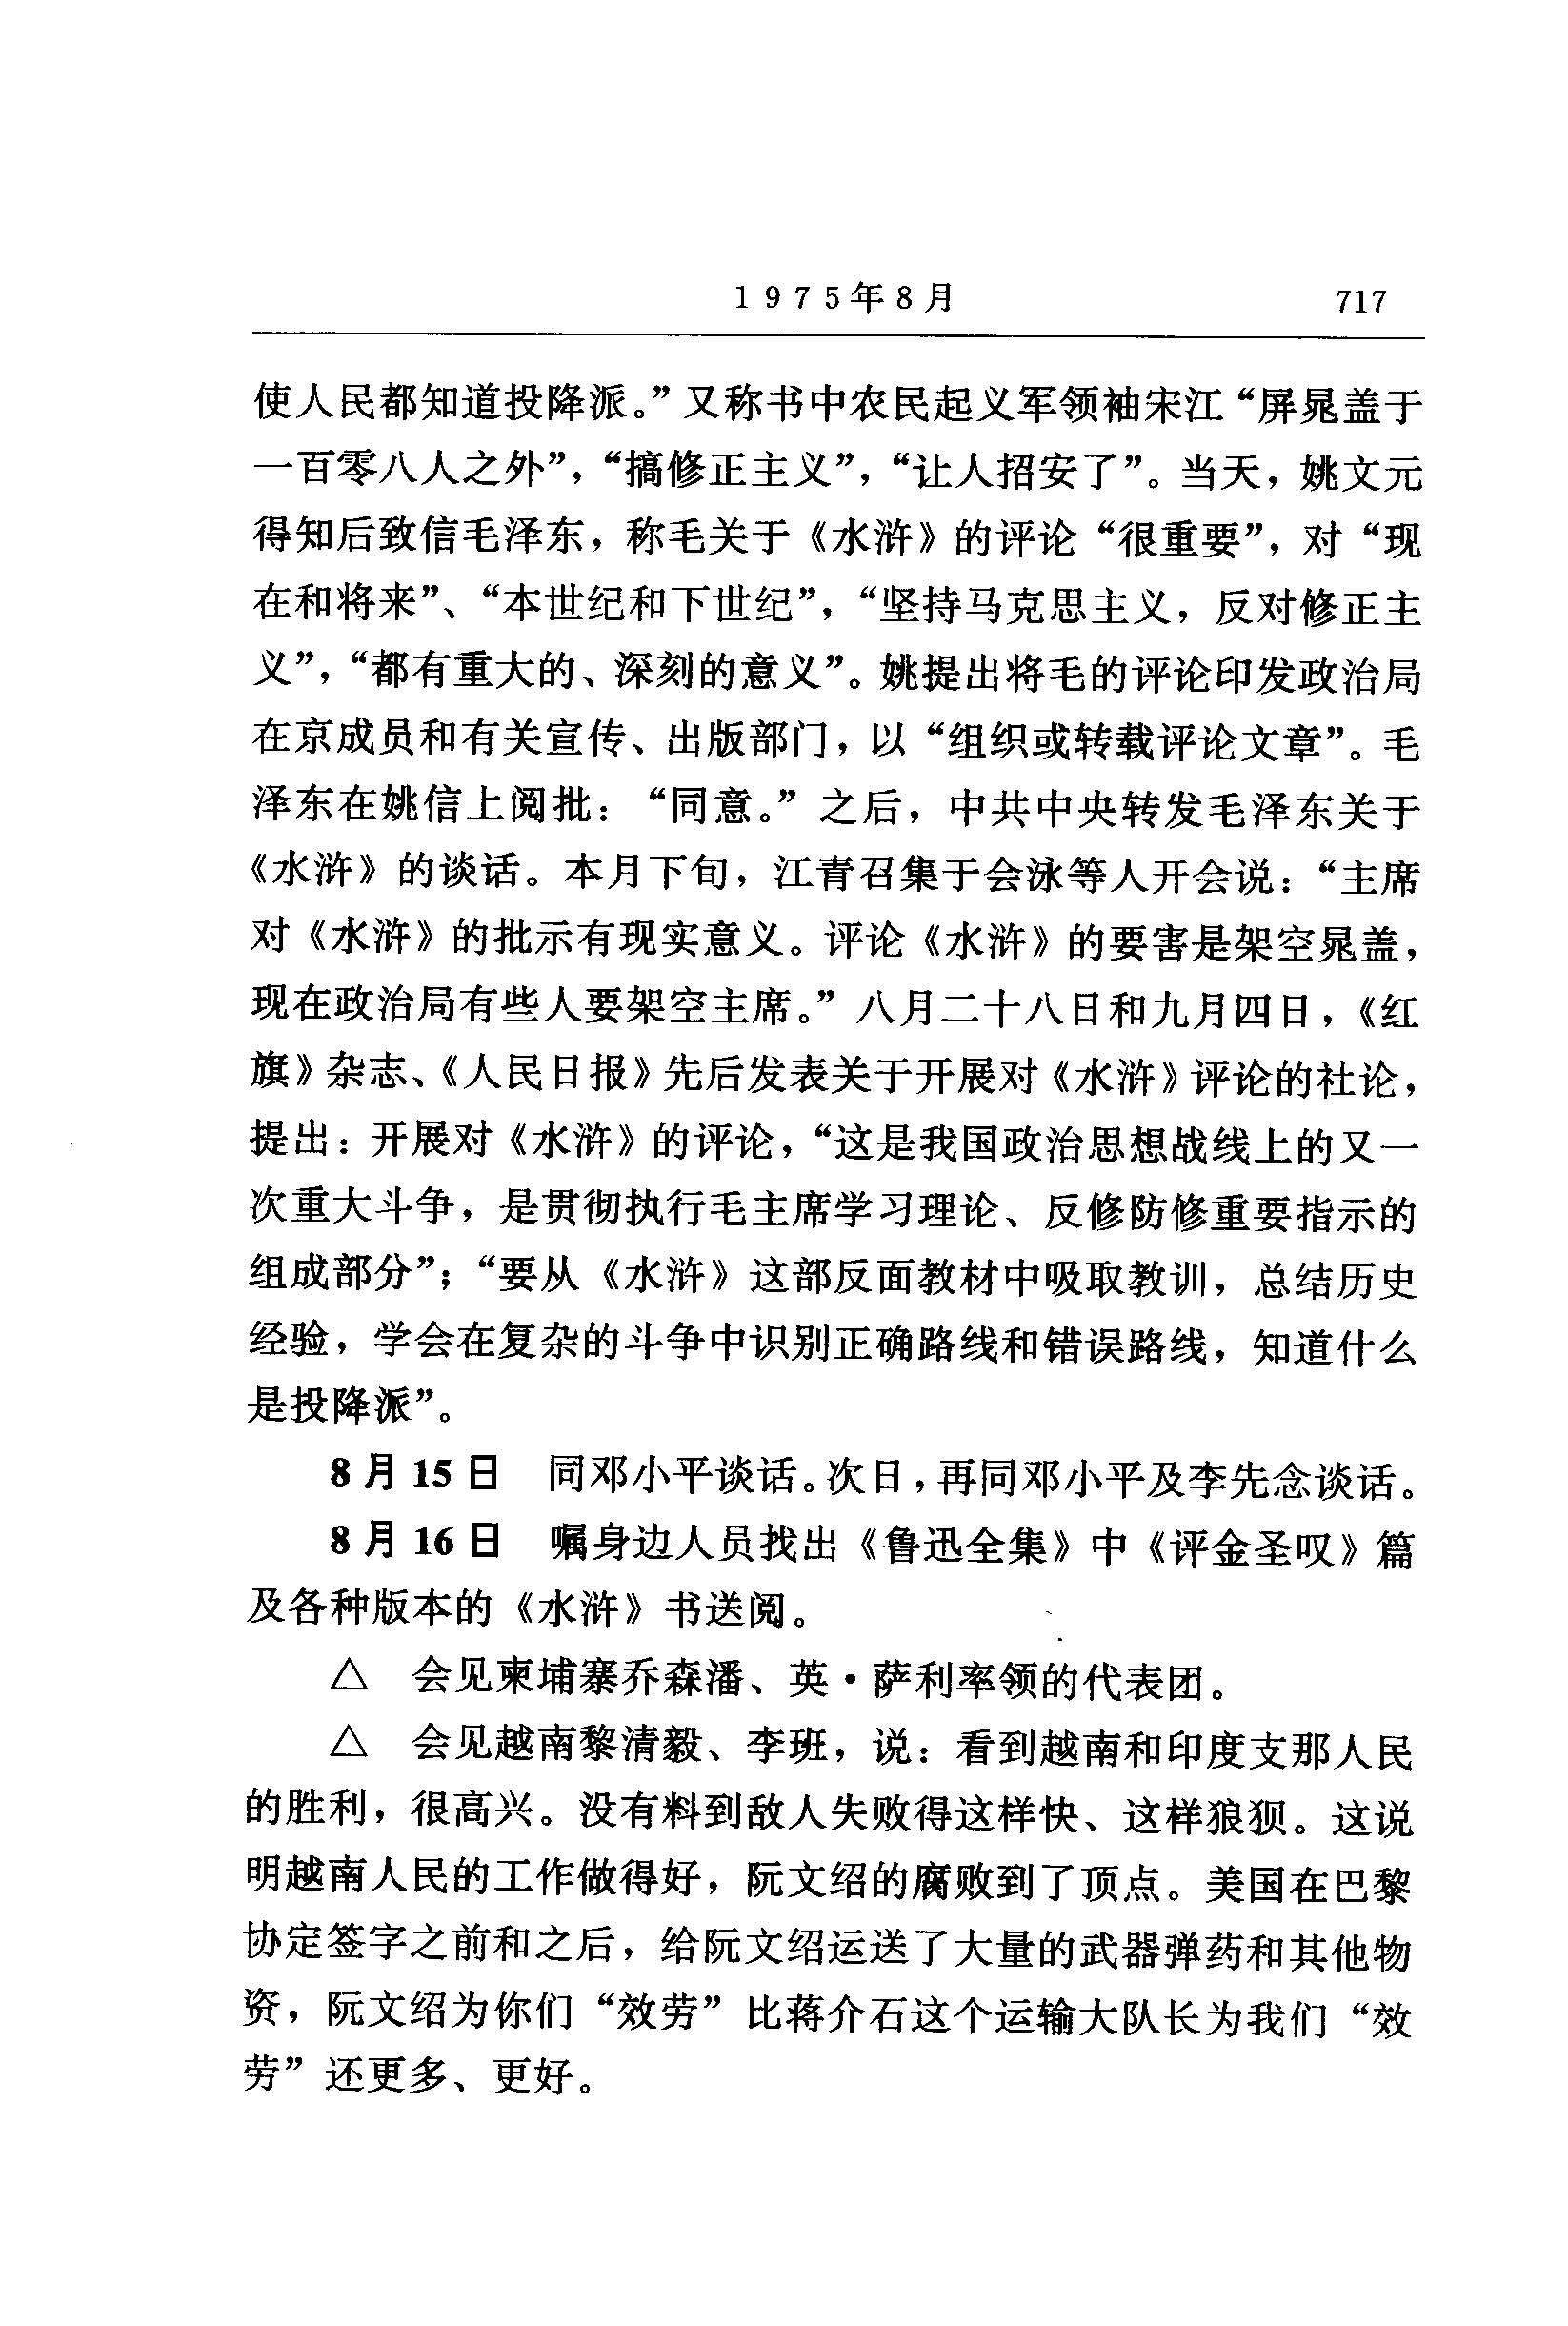 1975年8月 717
使人民都知道投降派。”又称书中农民起义军领袖宋江“屏晁盖于
一百零八人之外”，“搞修正主义”，“让人招安了”。当天，姚文元
得知后致信毛泽东，称毛关于《水浒》的评论“很重要”，对“现
在和将来”、“本世纪和下世纪”，“坚持马克思主义，反对修正主
义”，“都有重大的、深刻的意义”。姚提出将毛的评论印发政治局
在京成员和有关宣传、出版部门，以“组织或转载评论文章”。毛
泽东在姚信上阅批：“同意。”之后，中共中央转发毛泽东关于
《水浒》的谈话。本月下旬，江青召集于会泳等人开会说：“主席
对《水浒》的批示有现实意义。评论《水浒》的要害是架空晁盖，
现在政治局有些人要架空主席。”八月二十八日和九月四日，《红
旗》杂志、《人民日报》先后发表关于开展对《水浒》评论的社论，
提出：开展对《水浒》的评论，“这是我国政治思想战线上的又一
次重大斗争，是贯彻执行毛主席学习理论、反修防修重要指示的
组成部分”；“要从《水浒》这部反面教材中吸取教训，总结历史
经验，学会在复杂的斗争中识别正确路线和错误路线，知道什么
是投降派”。
8月15日 同邓小平谈话。次日，再同邓小平及李先念谈话。
8月16日 嘱身边人员找出《鲁迅全集》中《评金圣叹》篇
及各种版本的《水浒》书送阅。
△ 会见柬埔寨乔森潘、英·萨利率领的代表团。
△ 会见越南黎清毅、李班，说：看到越南和印度支那人民
的胜利，很高兴。没有料到敌人失败得这样快、这样狼狈。这说
明越南人民的工作做得好，阮文绍的腐败到了顶点。美国在巴黎
协定签字之前和之后，给阮文绍运送了大量的武器弹药和其他物
资，阮文绍为你们“效劳”比蒋介石这个运输大队长为我们“效
劳”还更多、更好。